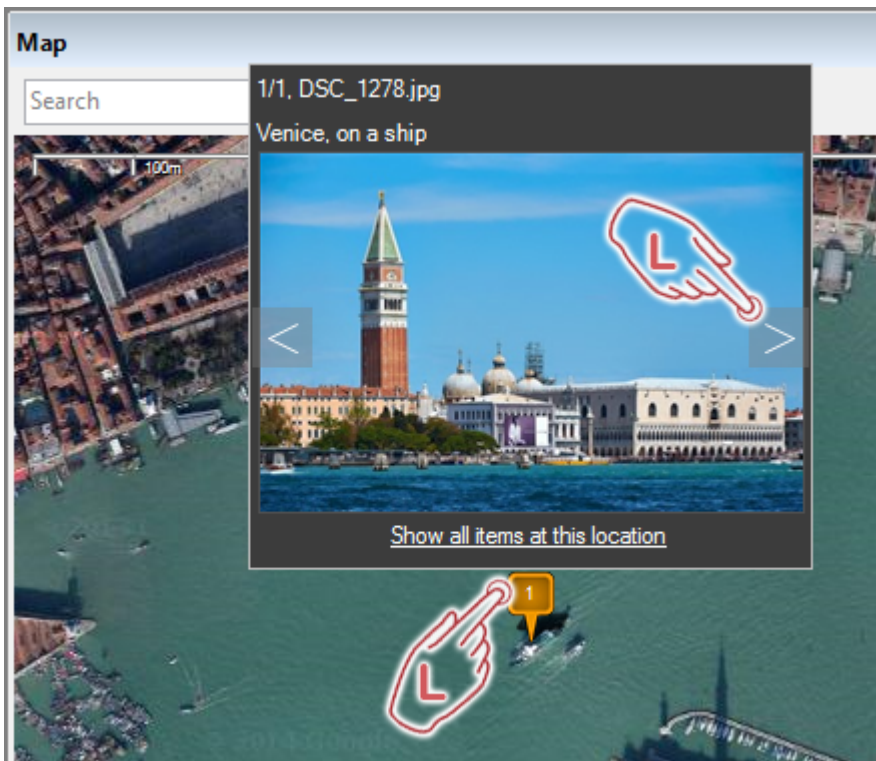 Map
Search
1/1, DSC_1278.jpg
Venice, on a ship
100m
<
>
L
Show all items at this location
1
L